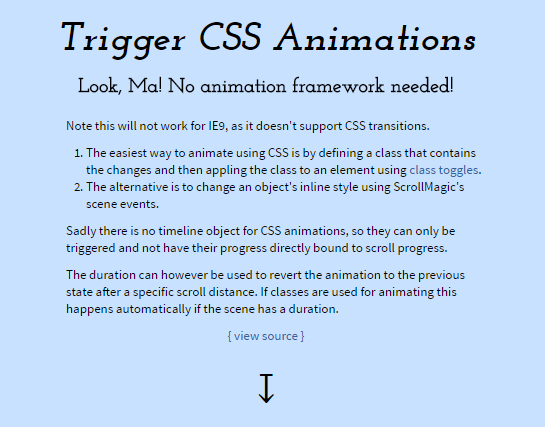 Trigger CSS Animations
Look, Ma! No animation framework needed!
Note this will not work for IE9, as it doesn't support CSS transitions.
1. The easiest way to animate using CSS is by defining a class that contains
the changes and then appling the class to an element using class toggles.
2. The alternative is to change an object's inline style using ScrollMagic's
scene events.
Sadly there is no timeline object for CSS animations, so they can only be
triggered and not have their progress directly bound to scroll progress.
The duration can however be used to revert the animation to the previous
state after a specific scroll distance. If classes are used for animating this
happens automatically if the scene has a duration.
{ view source }